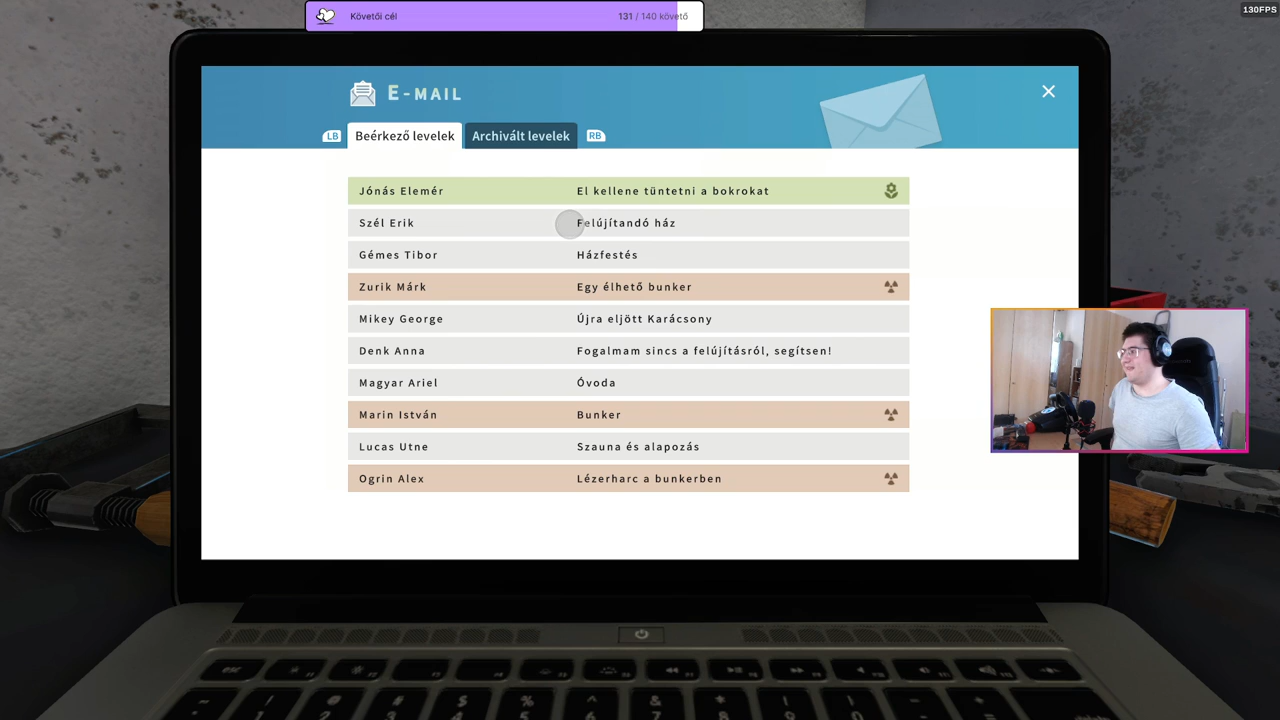 Követői cél 131 / 140 követő
130FPS
E-MAIL
LB Beérkező levelek Archivált levelek RB
Jónás Elemér El kellene tüntetni a bokrokat
Szél Erik Felújítandó ház
Gémes Tibor Házfestés
Zurik Márk Egy élhető bunker
Mikey George Újra eljött Karácsony
Denk Anna Fogalmam sincs a felújításról, segítsen!
Magyar Ariel Óvoda
Marin István Bunker
Lucas Utne Szauna és alapozás
Ogrin Alex Lézerharc a bunkerben